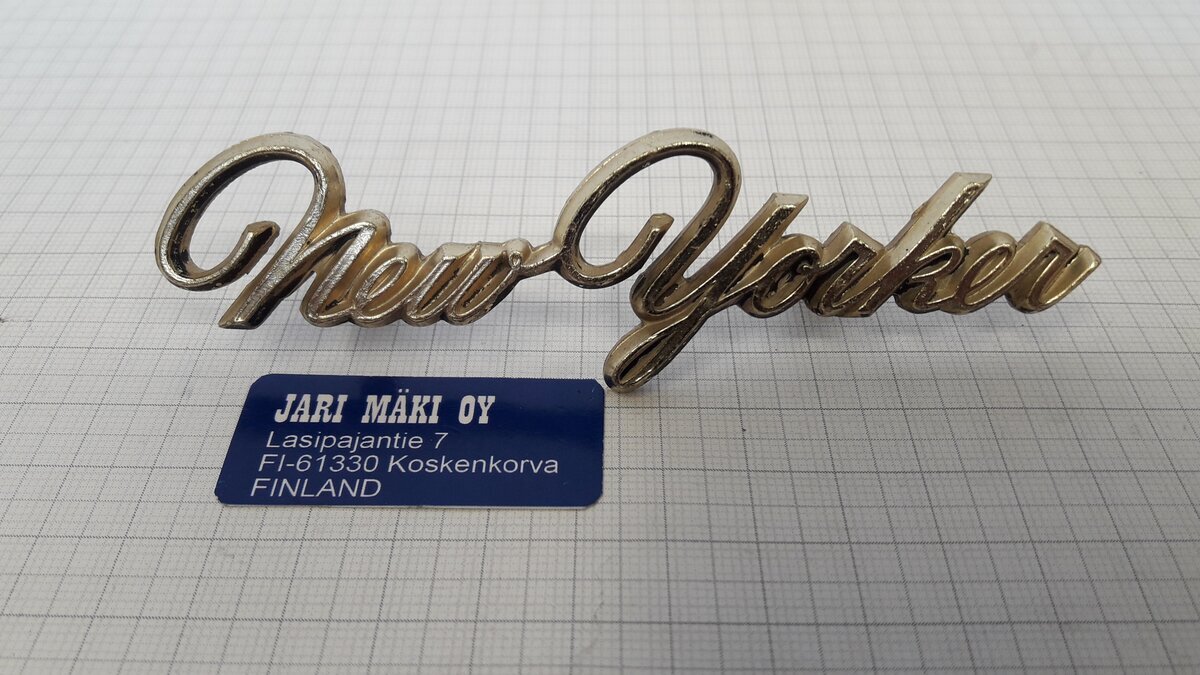 New Yorker
JARI MÄKI OY
Lasipajantie 7
FI-61330 Koskenkorva
FINLAND